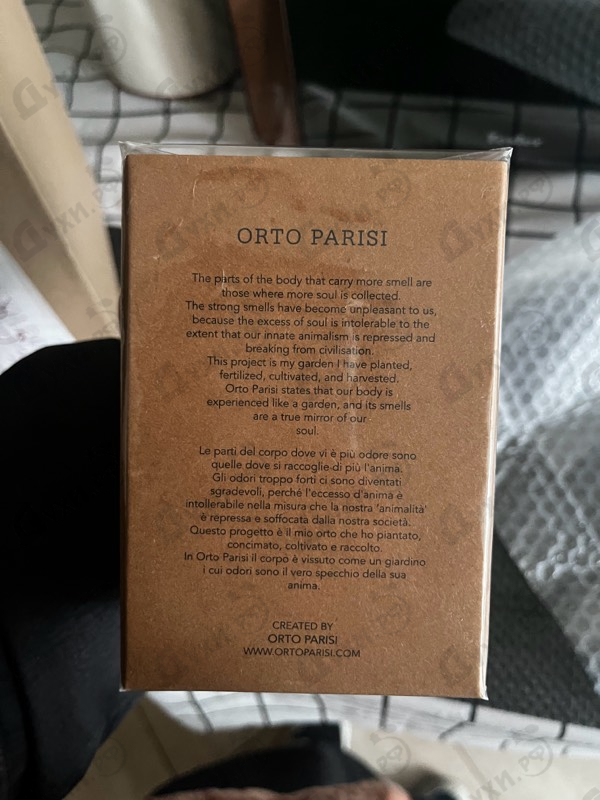 ORTO PARISI
The parts of the body that carry more smell are
those where more soul is collected.
The strong smells have become unpleasant to us,
because the excess of soul is intolerable to the
extent that our innate animalism is repressed and
breaking from civilisation.
This project is my garden I have planted,
fertilized, cultivated, and harvested.
Orto Parisi states that our body is
experienced like a garden, and its smells
are a true mirror of our
soul.
Le parti del corpo dove vi è più odore sono
quelle dove si raccoglie di più l'anima.
Gli odori troppo forti ci sono diventati
sgradevoli, perché l'eccesso d'anima è
intollerabile nella misura che la nostra 'animalità'
è repressa e soffocata dalla nostra società.
Questo progetto è il mio orto che ho piantato,
concimato, coltivato e raccolto.
In Orto Parisi il corpo è vissuto come un giardino
i cui odori sono il vero specchio della sua
anima.
CREATED BY
ORTO PARISI
WWW.ORTOPARISI.COM
Духи.рф